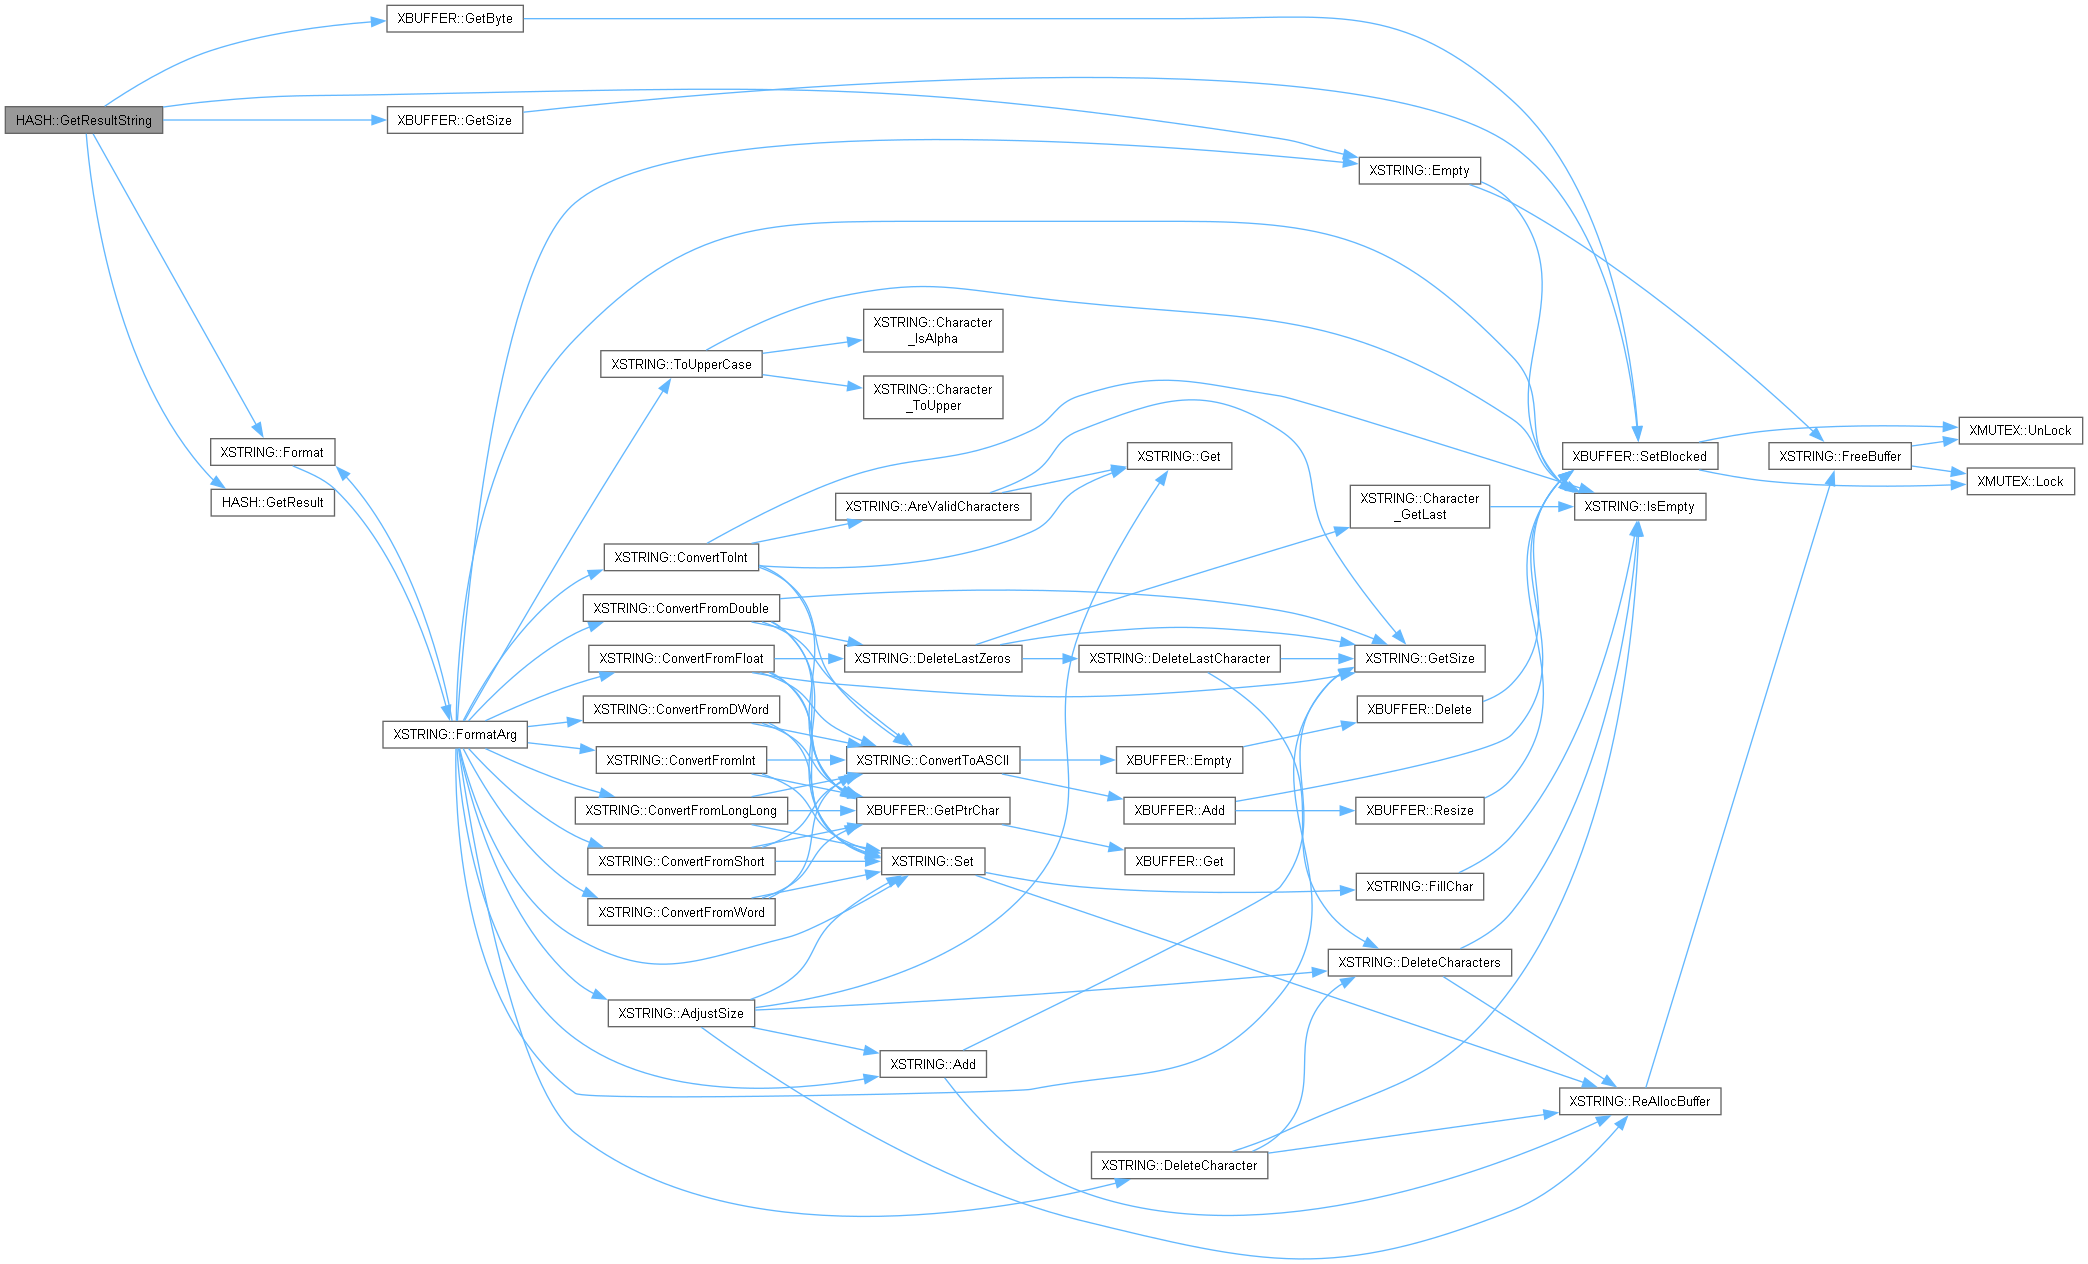 HASH::GetResultString
XBUFFER::GetByte
XBUFFER::GetSize
XSTRING::Format
HASH::GetResult
XSTRING::FormatArg
XSTRING::ToUpperCase
XSTRING::ConvertToInt
XSTRING::ConvertFromDouble
XSTRING::ConvertFromFloat
XSTRING::ConvertFromDWord
XSTRING::ConvertFromInt
XSTRING::ConvertFromLongLong
XSTRING::ConvertFromShort
XSTRING::ConvertFromWord
XSTRING::AdjustSize
XSTRING::Character
_IsAlpha
XSTRING::Character
_ToUpper
XSTRING::AreValidCharacters
XSTRING::DeleteLastZeros
XSTRING::ConvertToASCII
XBUFFER::GetPtrChar
XSTRING::Set
XSTRING::Add
XSTRING::Get
XSTRING::DeleteLastCharacter
XBUFFER::Empty
XBUFFER::Add
XBUFFER::Get
XSTRING::DeleteCharacter
XSTRING::Empty
XSTRING::Character
_GetLast
XSTRING::GetSize
XBUFFER::Delete
XBUFFER::Resize
XSTRING::FillChar
XSTRING::DeleteCharacters
XBUFFER::SetBlocked
XSTRING::IsEmpty
XSTRING::ReAllocBuffer
XSTRING::FreeBuffer
XMUTEX::UnLock
XMUTEX::Lock